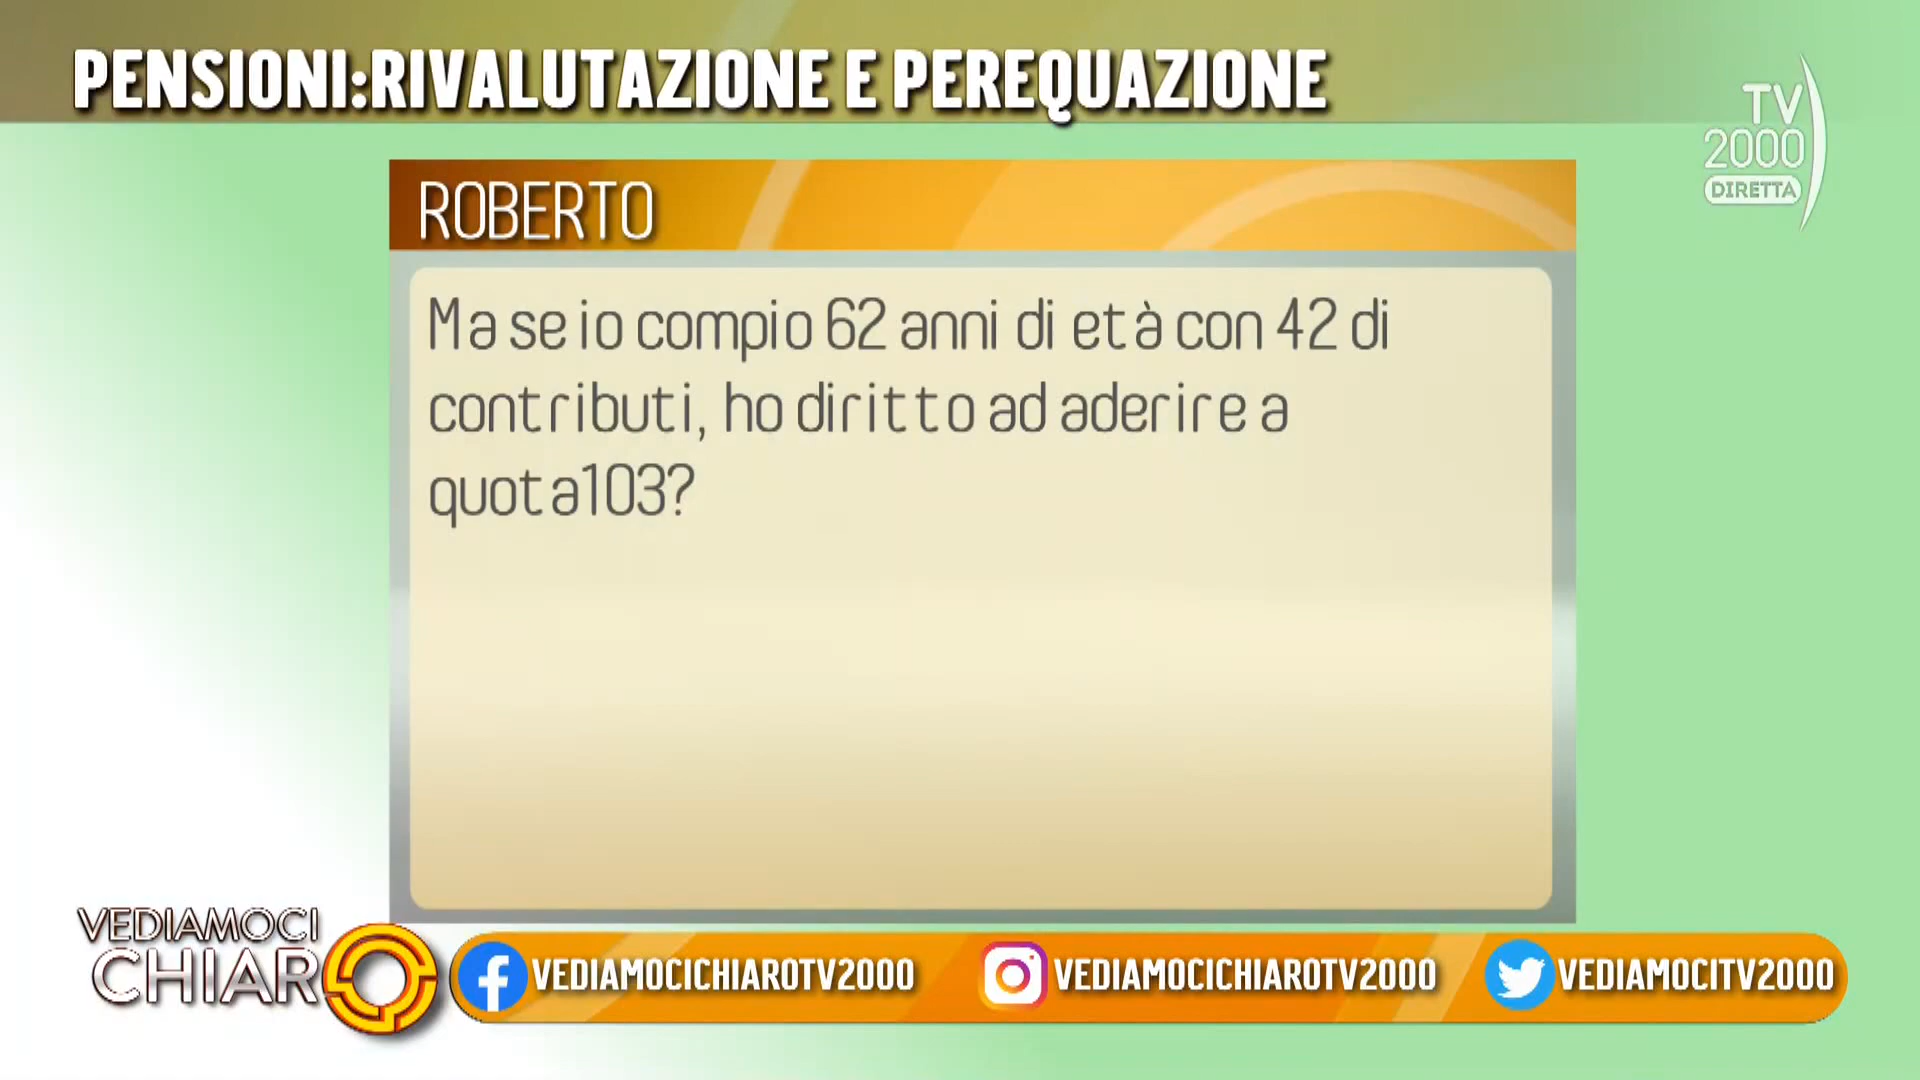 PENSIONI:RIVALUTAZIONE E PEREQUAZIONE
TV
2000
DIRETTA
ROBERTO
Ma se io compio 62 anni di età con 42 di
contributi, ho diritto ad aderire a
quota103?
VEDIAMOCI
CHIARO
VEDIAMOCICHIAROTV2000
VEDIAMOCICHIAROTV2000
VEDIAMOCITV2000